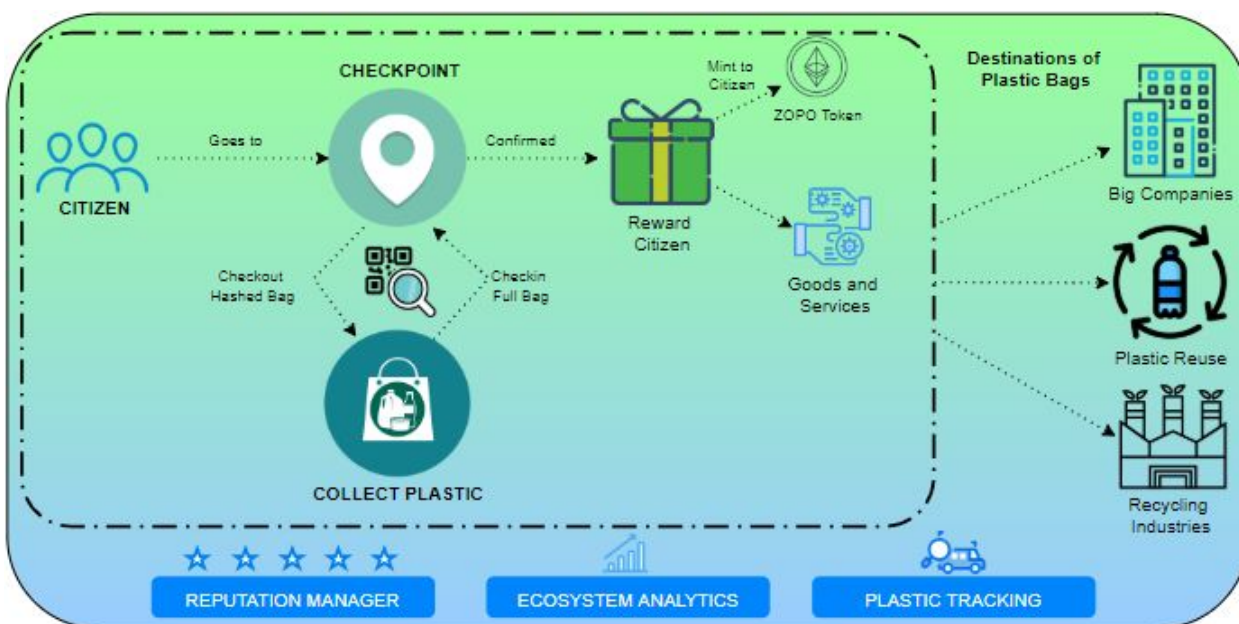 CHECKPOINT
Mint to
Citizen
Destinations of
Plastic Bags
ZOPO Token
Goes to
Confirmed
CITIZEN
Big Companies
Reward
Citizen
Checkout
Hashed Bag
Checkin
Full Bag
Goods and
Services
Plastic Reuse
COLLECT PLASTIC
Recycling
Industries
REPUTATION MANAGER
ECOSYSTEM ANALYTICS
PLASTIC TRACKING